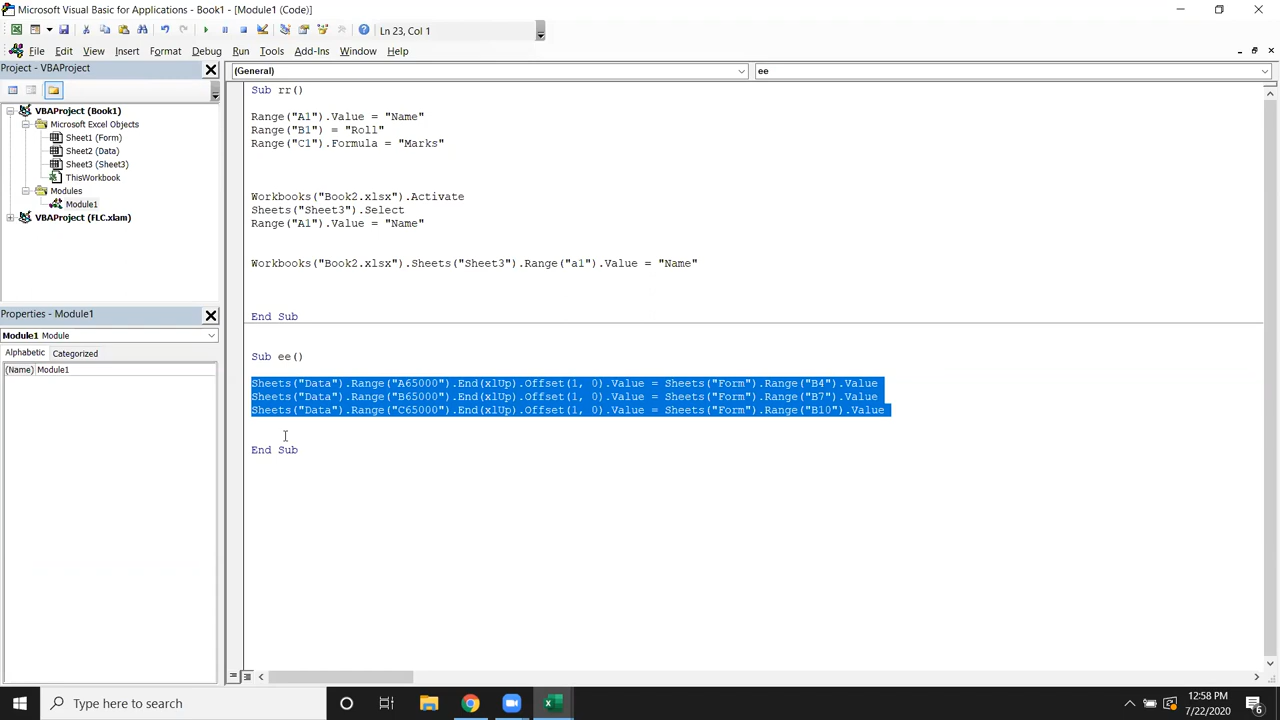 Microsoft Visual Basic for Applications - Book1 - [Module1 (Code)]
Ln 23, Col 1
File Edit View Insert Format Debug Run Tools Add-Ins Window Help
Project - VBAProject
(General)
ee
VBAProject (Book1)
Microsoft Excel Objects
Sheet1 (Form)
Sheet2 (Data)
Sheet3 (Sheet3)
ThisWorkbook
Modules
Module1
VBAProject (FLC.xlam)
Properties - Module1
Module1 Module
Alphabetic Categorized
(Name) Module1
Sub rr()
Range("A1").Value = "Name"
Range("B1") = "Roll"
Range("C1").Formula = "Marks"
Workbooks("Book2.xlsx").Activate
Sheets("Sheet3").Select
Range("A1").Value = "Name"
Workbooks("Book2.xlsx").Sheets("Sheet3").Range("a1").Value = "Name"
End Sub
Sub ee()
Sheets("Data").Range("A65000").End(xlUp).Offset(1, 0).Value = Sheets("Form").Range("B4").Value
Sheets("Data").Range("B65000").End(xlUp).Offset(1, 0).Value = Sheets("Form").Range("B7").Value
Sheets("Data").Range("C65000").End(xlUp).Offset(1, 0).Value = Sheets("Form").Range("B10").Value
End Sub
Type here to search
12:58 PM
7/22/2020
6